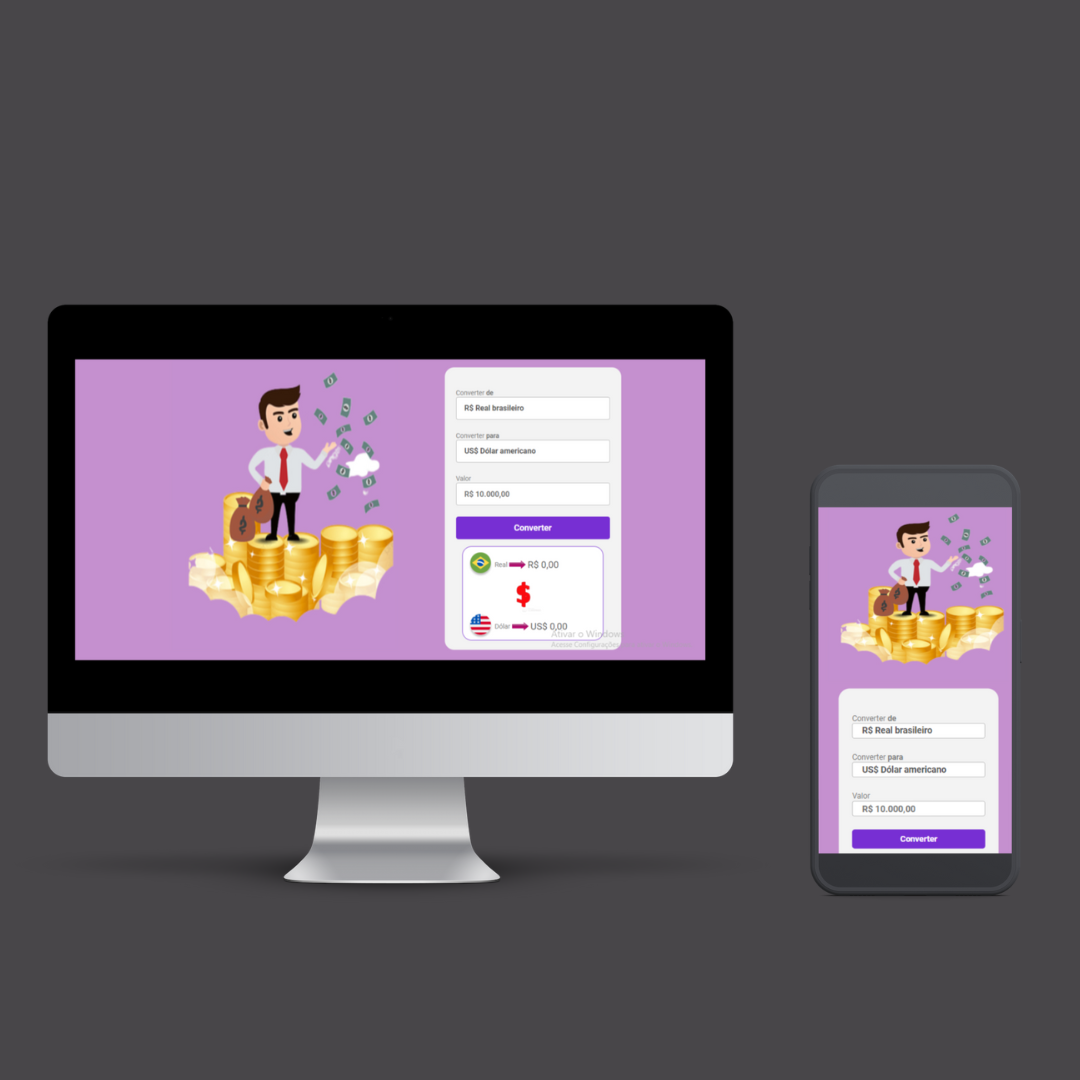 Converter de
R$ Real brasileiro
Converter para
US$ Dólar americano
Valor
R$ 10.000,00
Converter
Real R$ 0,00
$
Dólar US$ 0,00
Ativar o Windows
Acesse Configurações
Converter de
R$ Real brasileiro
Converter para
US$ Dólar americano
Valor
R$ 10.000,00
Converter